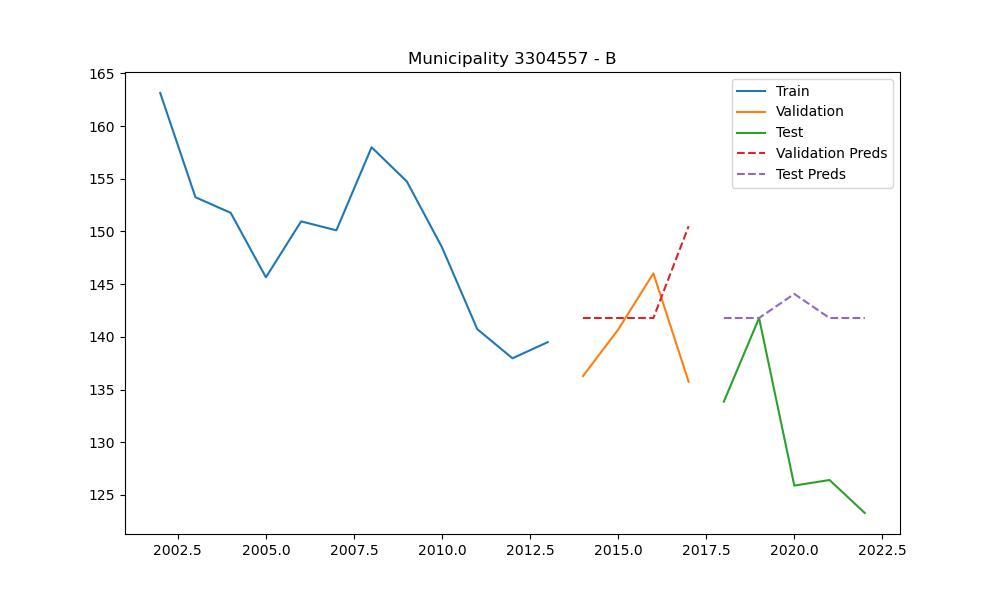 Municipality 3304557 - B
165
160
155
150
145
140
135
130
125
2002.5 2005.0 2007.5 2010.0 2012.5 2015.0 2017.5 2020.0 2022.5
Train
Validation
Test
Validation Preds
Test Preds